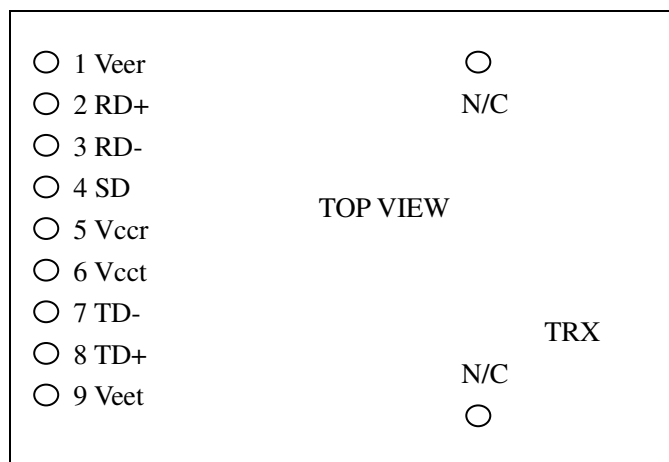 1 Veer
2 RD+
3 RD-
4 SD
5 Vccr
6 Vcct
7 TD-
8 TD+
9 Veet
N/C
TOP VIEW
TRX
N/C